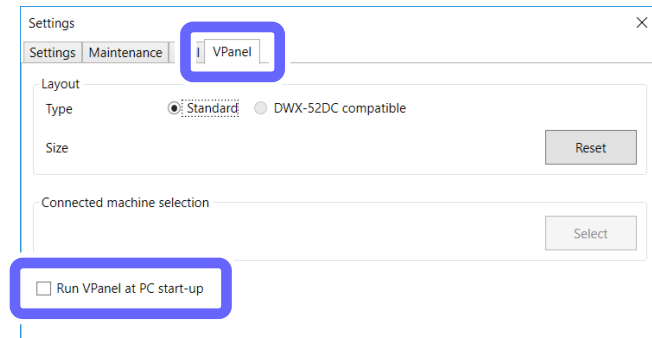 Settings
Settings Maintenance VPanel
Layout
Type Standard DWX-52DC compatible
Size Reset
Connected machine selection
Select
Run VPanel at PC start-up